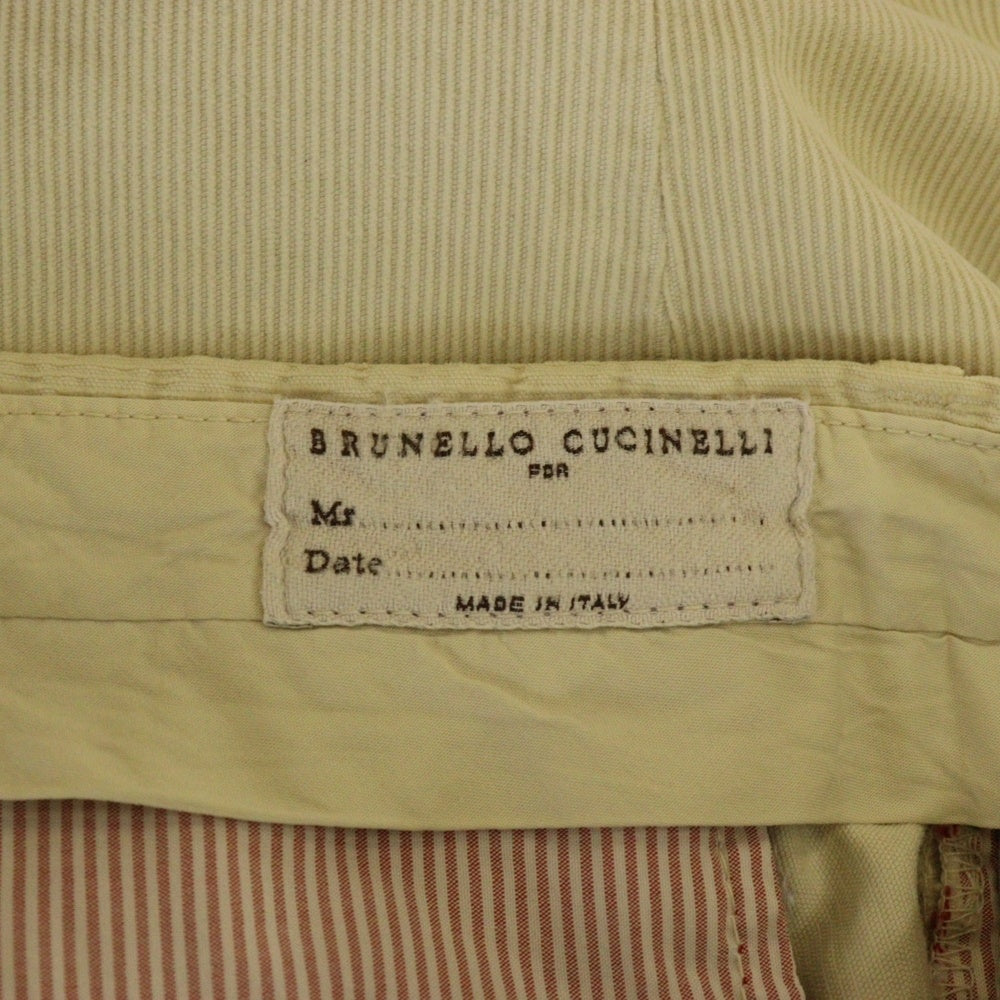 BRUNELLO CUCINELLI
FOR
Mr
Date
MADE IN ITALY